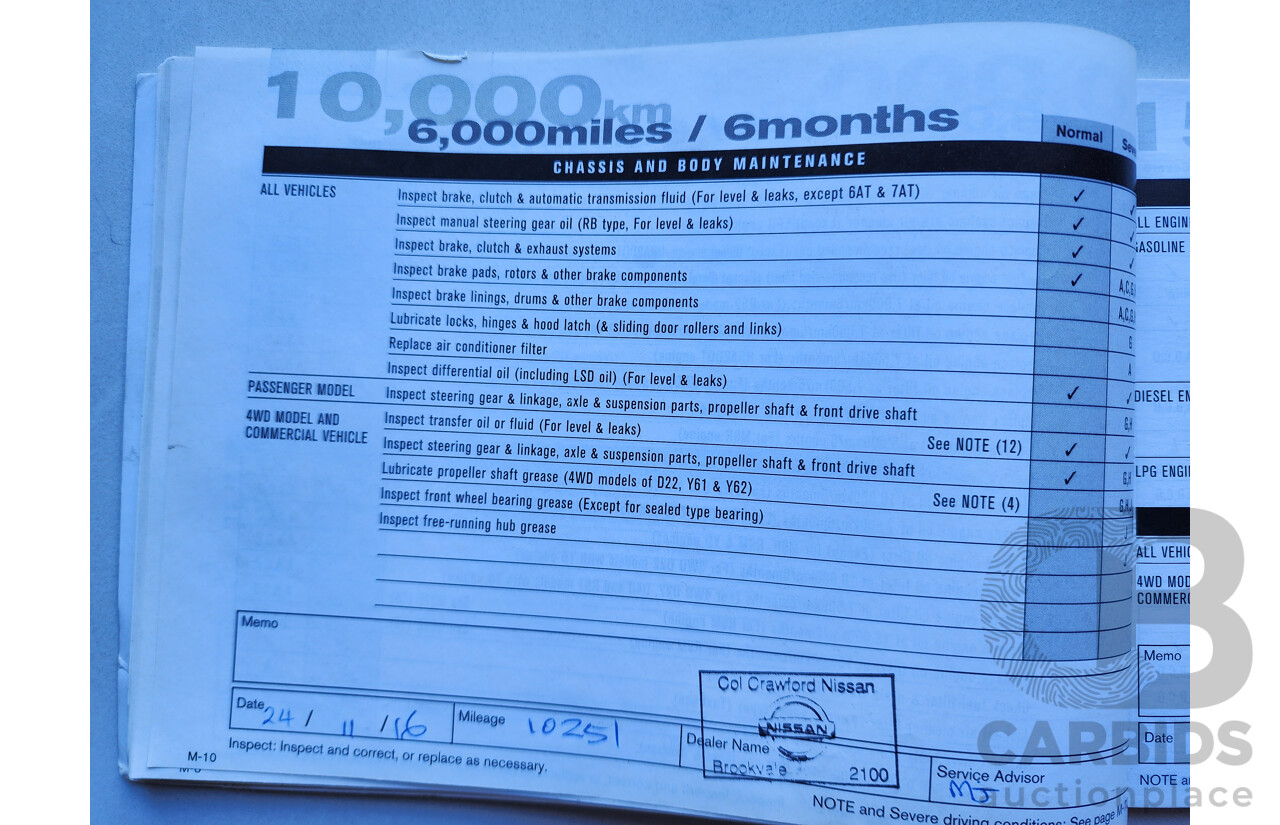 10,000km
6,000miles / 6months
Normal
CHASSIS AND BODY MAINTENANCE
ALL VEHICLES
Inspect brake, clutch & automatic transmission fluid (For level & leaks, except 6AT & 7AT) ✓
Inspect manual steering gear oil (RB type, For level & leaks) ✓
Inspect brake, clutch & exhaust systems ✓
Inspect brake pads, rotors & other brake components ✓ A,C,G,
Inspect brake linings, drums & other brake components A,C,G,
Lubricate locks, hinges & hood latch (& sliding door rollers and links) G
Replace air conditioner filter A
Inspect differential oil (including LSD oil) (For level & leaks) ✓ ✓
PASSENGER MODEL
Inspect steering gear & linkage, axle & suspension parts, propeller shaft & front drive shaft G,H
4WD MODEL AND
COMMERCIAL VEHICLE
Inspect transfer oil or fluid (For level & leaks) See NOTE (12) ✓ ✓
Inspect steering gear & linkage, axle & suspension parts, propeller shaft & front drive shaft ✓ G,H
Lubricate propeller shaft grease (4WD models of D22, Y61 & Y62) See NOTE (4) G,H,
Inspect front wheel bearing grease (Except for sealed type bearing)
Inspect free-running hub grease
Memo
Date 24 / 11 / 16
Mileage 10251
Dealer Name
Col Crawford Nissan
NISSAN
Brookvale 2100
Service Advisor
MJ
Inspect: Inspect and correct, or replace as necessary.
M-10
NOTE and Severe driving conditions: See page M-
15
LL ENGIN
GASOLINE
DIESEL EN
LPG ENGI
ALL VEHIC
4WD MOD
COMMERC
Memo
Date
NOTE a
CARBIDS
auctionplace